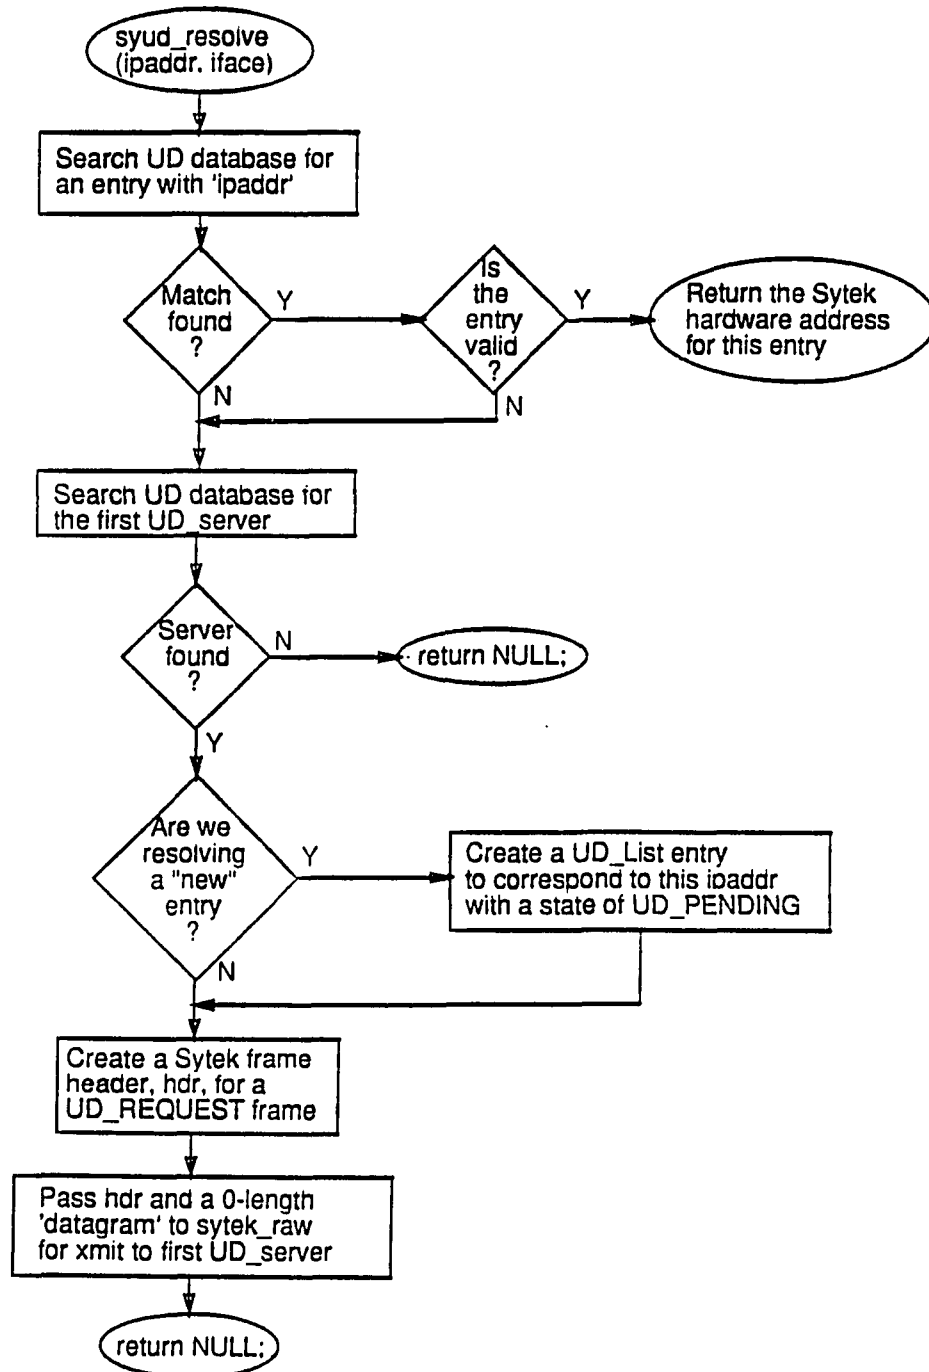 syud_resolve
(ipaddr, iface)
Search UD database for
an entry with 'ipaddr'
Match
found
?
Y
N
Is
the
entry
valid
?
Y
N
Return the Sytek
hardware address
for this entry
Search UD database for
the first UD_server
Server
found
?
N
return NULL;
Y
Are we
resolving
a "new"
entry
?
Y
Create a UD_List entry
to correspond to this ipaddr
with a state of UD_PENDING
N
Create a Sytek frame
header, hdr, for a
UD_REQUEST frame
Pass hdr and a 0-length
'datagram' to sytek_raw
for xmit to first UD_server
return NULL;